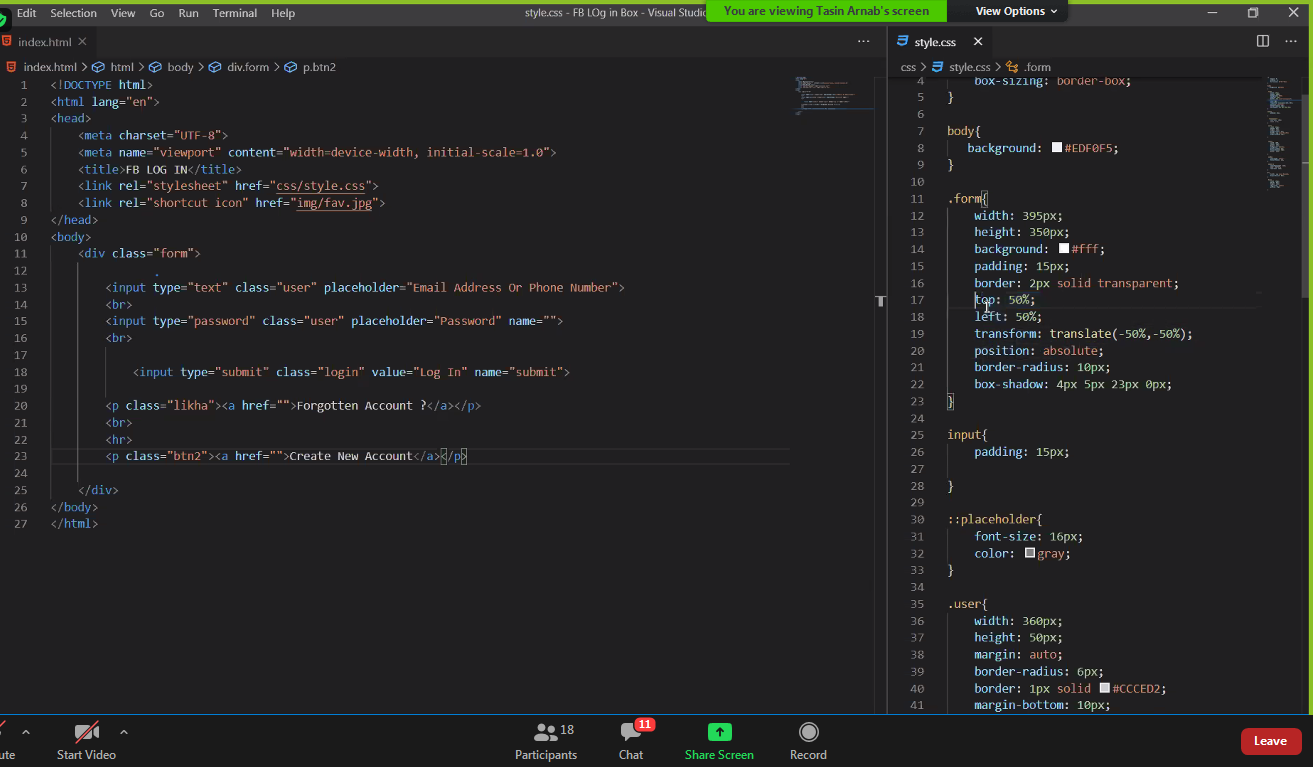 Edit Selection View Go Run Terminal Help
style.css - FB LOg in Box - Visual Studio
You are viewing Tasin Arnab's screen
View Options
index.html
style.css
index.html > html > body > div.form > p.btn2
css > style.css > .form
1 <!DOCTYPE html>
2 <html lang="en">
3 <head>
4 <meta charset="UTF-8">
5 <meta name="viewport" content="width=device-width, initial-scale=1.0">
6 <title>FB LOG IN</title>
7 <link rel="stylesheet" href="css/style.css">
8 <link rel="shortcut icon" href="img/fav.jpg">
9 </head>
10 <body>
11 <div class="form">
12
13 <input type="text" class="user" placeholder="Email Address Or Phone Number">
14 <br>
15 <input type="password" class="user" placeholder="Password" name="">
16 <br>
17
18 <input type="submit" class="login" value="Log In" name="submit">
19
20 <p class="likha"><a href="">Forgotten Account ?</a></p>
21 <br>
22 <hr>
23 <p class="btn2"><a href="">Create New Account</a></p>
24
25 </div>
26 </body>
27 </html>
4 box-sizing: border-box;
5 }
6
7 body{
8 background: #EDF0F5;
9 }
10
11 .form{
12 width: 395px;
13 height: 350px;
14 background: #fff;
15 padding: 15px;
16 border: 2px solid transparent;
17 top: 50%;
18 left: 50%;
19 transform: translate(-50%,-50%);
20 position: absolute;
21 border-radius: 10px;
22 box-shadow: 4px 5px 23px 0px;
23 }
24
25 input{
26 padding: 15px;
27
28 }
29
30 ::placeholder{
31 font-size: 16px;
32 color: gray;
33 }
34
35 .user{
36 width: 360px;
37 height: 50px;
38 margin: auto;
39 border-radius: 6px;
40 border: 1px solid #CCCED2;
41 margin-bottom: 10px;
ute
Start Video
18
Participants
11
Chat
Share Screen
Record
Leave